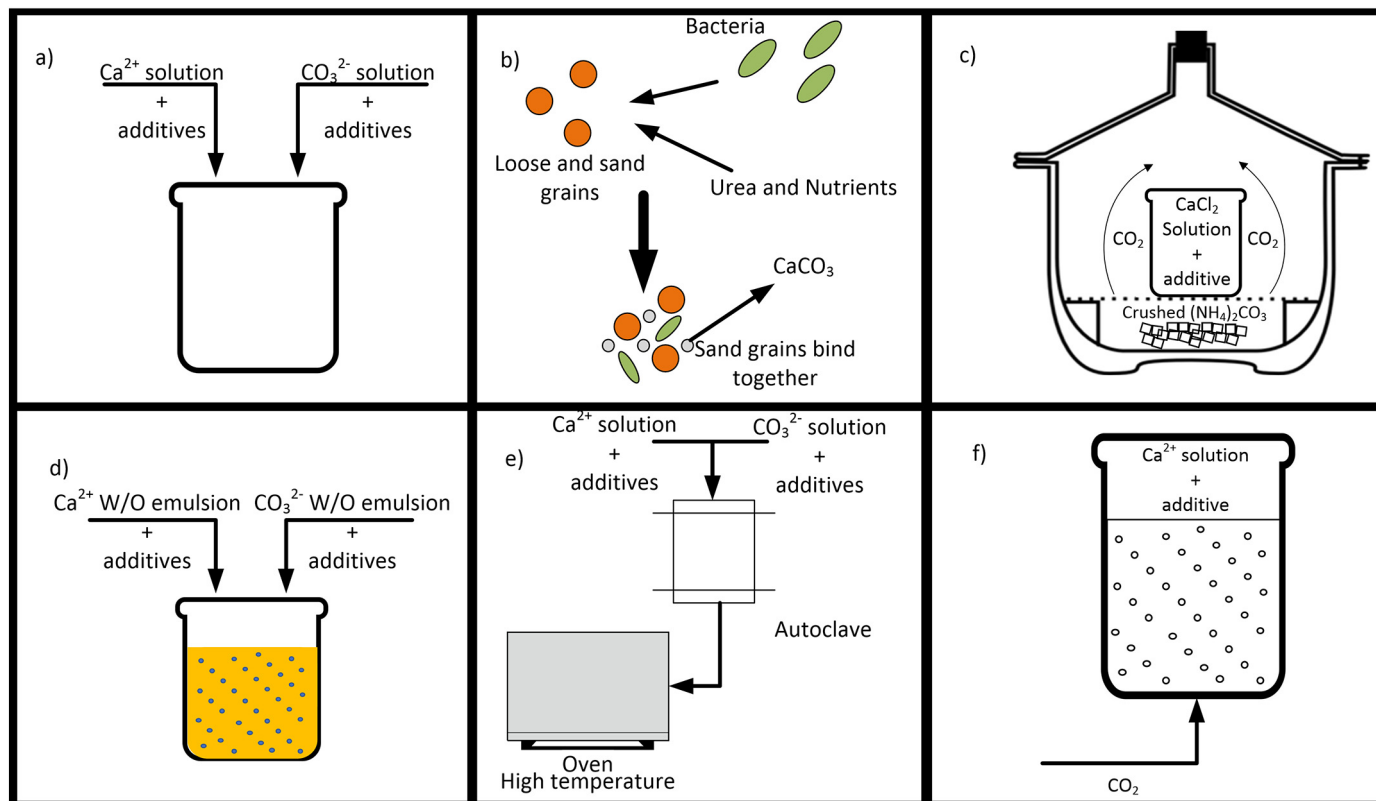 a)
Ca²⁺ solution
+
additives
CO₃²⁻ solution
+
additives
b)
Bacteria
Loose and sand
grains
Urea and Nutrients
CaCO₃
Sand grains bind
together
c)
CO₂
CaCl₂
Solution
+
additive
CO₂
Crushed (NH₄)₂CO₃
d)
Ca²⁺ W/O emulsion
+
additives
CO₃²⁻ W/O emulsion
+
additives
e)
Ca²⁺ solution
+
additives
CO₃²⁻ solution
+
additives
Autoclave
Oven
High temperature
f)
Ca²⁺ solution
+
additive
CO₂